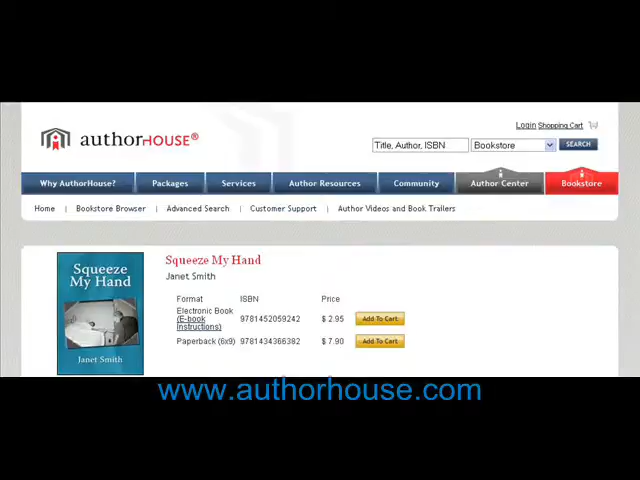 Login Shopping Cart
authorHOUSE®
Title, Author, ISBN Bookstore SEARCH
Why AuthorHouse? Packages Services Author Resources Community Author Center Bookstore
Home | Bookstore Browser | Advanced Search | Customer Support | Author Videos and Book Trailers
Squeeze
My Hand
Janet Smith
Squeeze My Hand
Janet Smith
Format ISBN Price
Electronic Book
(E-book
Instructions) 9781452059242 $ 2.95 Add To Cart
Paperback (6x9) 9781434366382 $ 7.90 Add To Cart
www.authorhouse.com